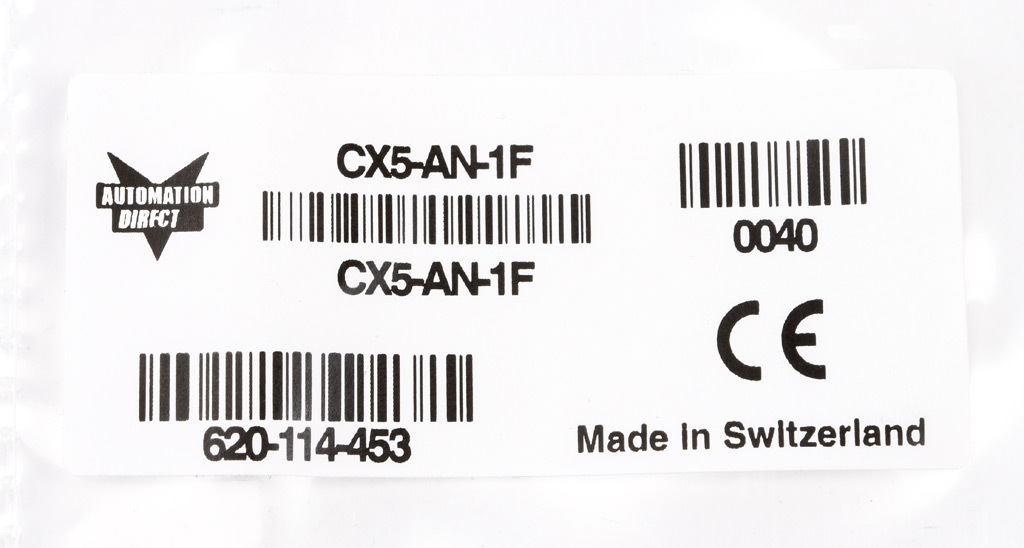 AUTOMATION
DIRECT
CX5-AN-1F
CX5-AN-1F
0040
CE
620-114-453
Made in Switzerland